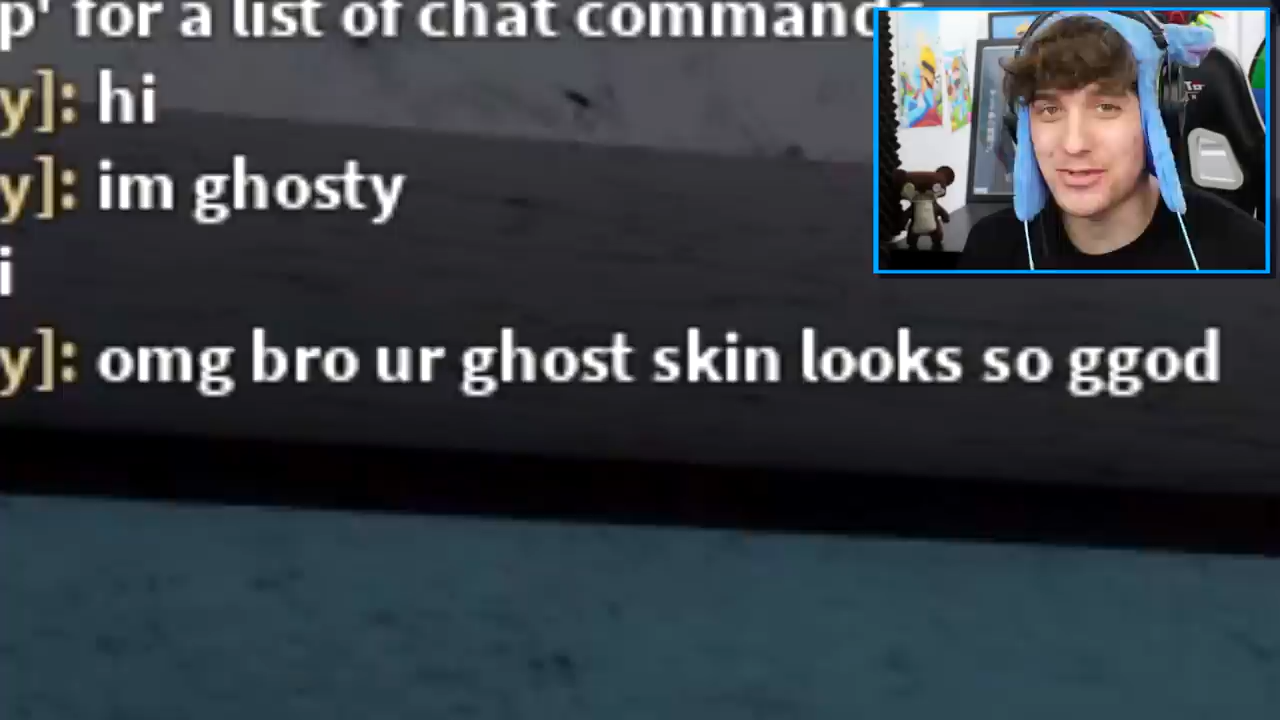 p' for a list of chat commands
y]: hi
y]: im ghosty
i
y]: omg bro ur ghost skin looks so ggod